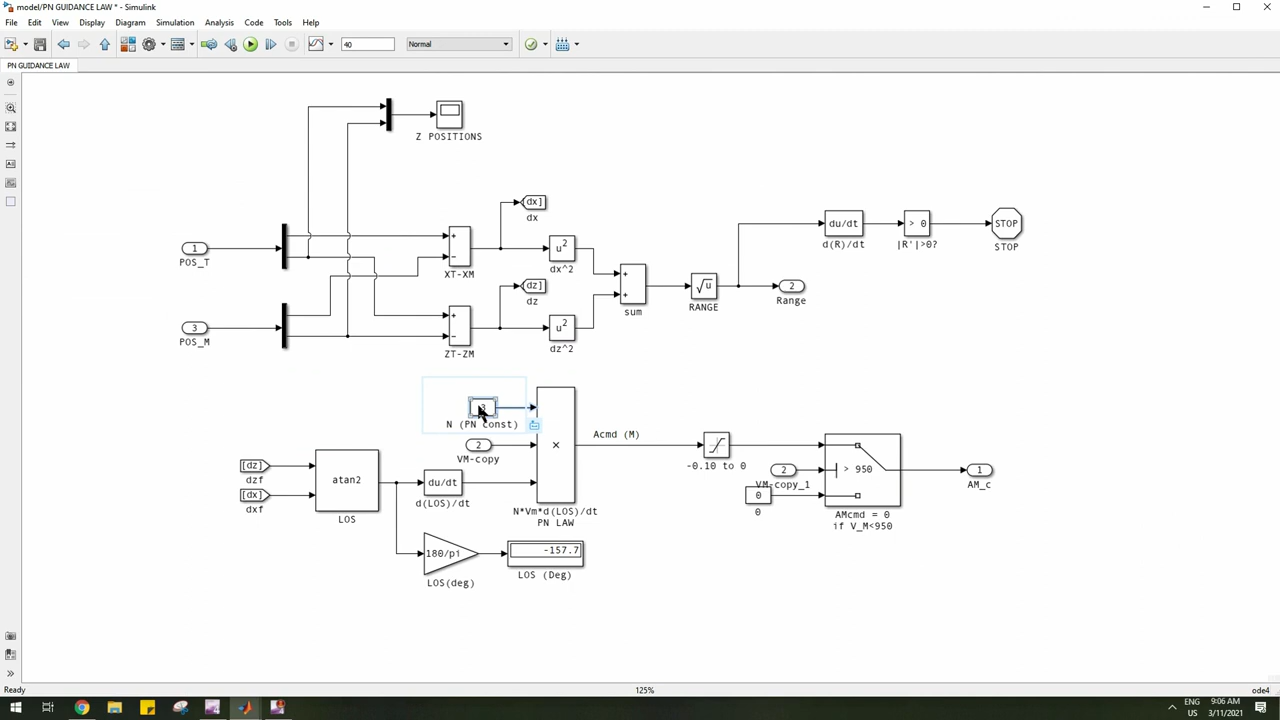 model/PN GUIDANCE LAW * - Simulink
File Edit View Display Diagram Simulation Analysis Code Tools Help
40
Normal
PN GUIDANCE LAW
Z POSITIONS
1
POS_T
3
POS_M
+
−
XT-XM
+
−
ZT-ZM
[dx]
dx
u²
dx^2
[dz]
dz
u²
dz^2
+
+
sum
√u
RANGE
2
Range
du/dt
d(R)/dt
> 0
|R'|>0?
STOP
STOP
N (PN const)
2
VM-copy
[dz]
dzf
[dx]
dxf
atan2
LOS
du/dt
d(LOS)/dt
180/pi
LOS(deg)
-157.7
LOS (Deg)
×
N*Vm*d(LOS)/dt
PN LAW
Acmd (M)
-0.10 to 0
2
VM-copy_1
0
0
> 950
AMcmd = 0
if V_M<950
1
AM_c
Ready
125%
ode4
ENG
US
9:06 AM
3/11/2021